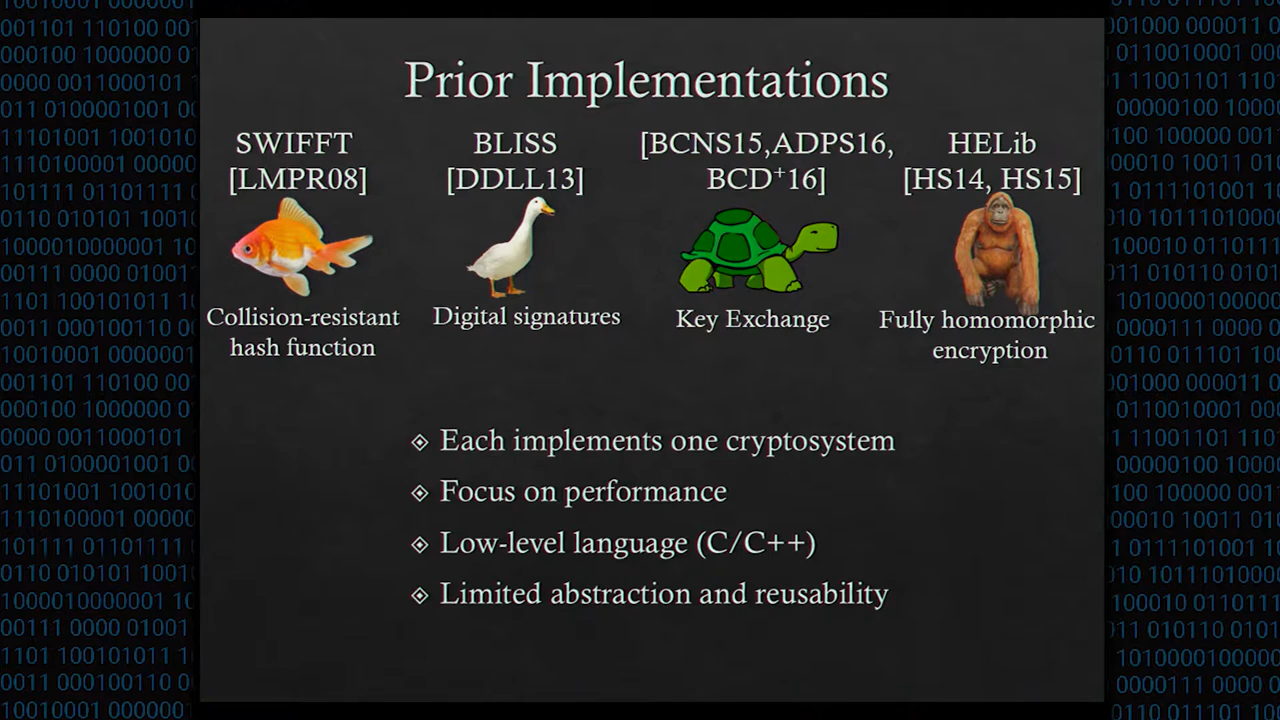 Prior Implementations
SWIFFT
[LMPR08]
BLISS
[DDLL13]
[BCNS15,ADPS16,
BCD⁺16]
HELib
[HS14, HS15]
Collision-resistant
hash function
Digital signatures
Key Exchange
Fully homomorphic
encryption
Each implements one cryptosystem
Focus on performance
Low-level language (C/C++)
Limited abstraction and reusability